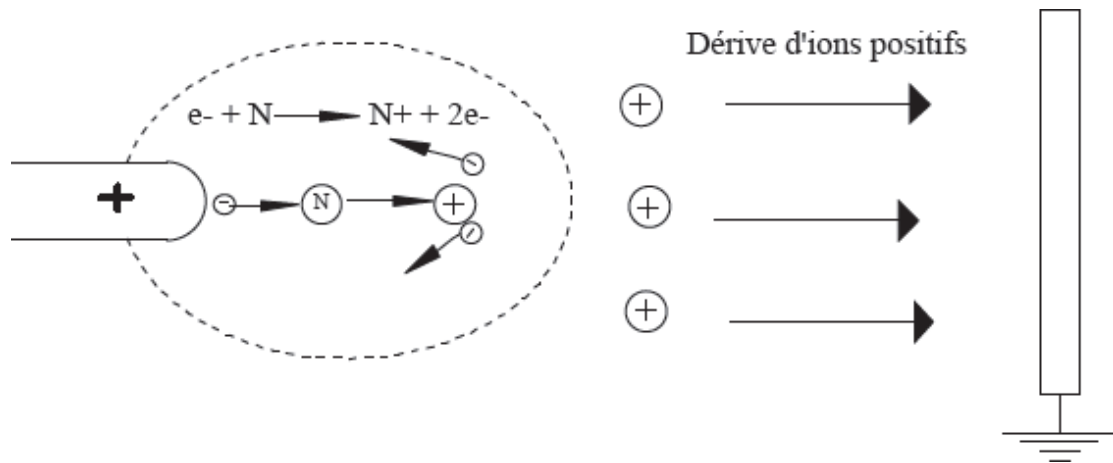 Dérive d'ions positifs
e- + N → N+ + 2e-
+
N
+
-
-
-
+
+
+